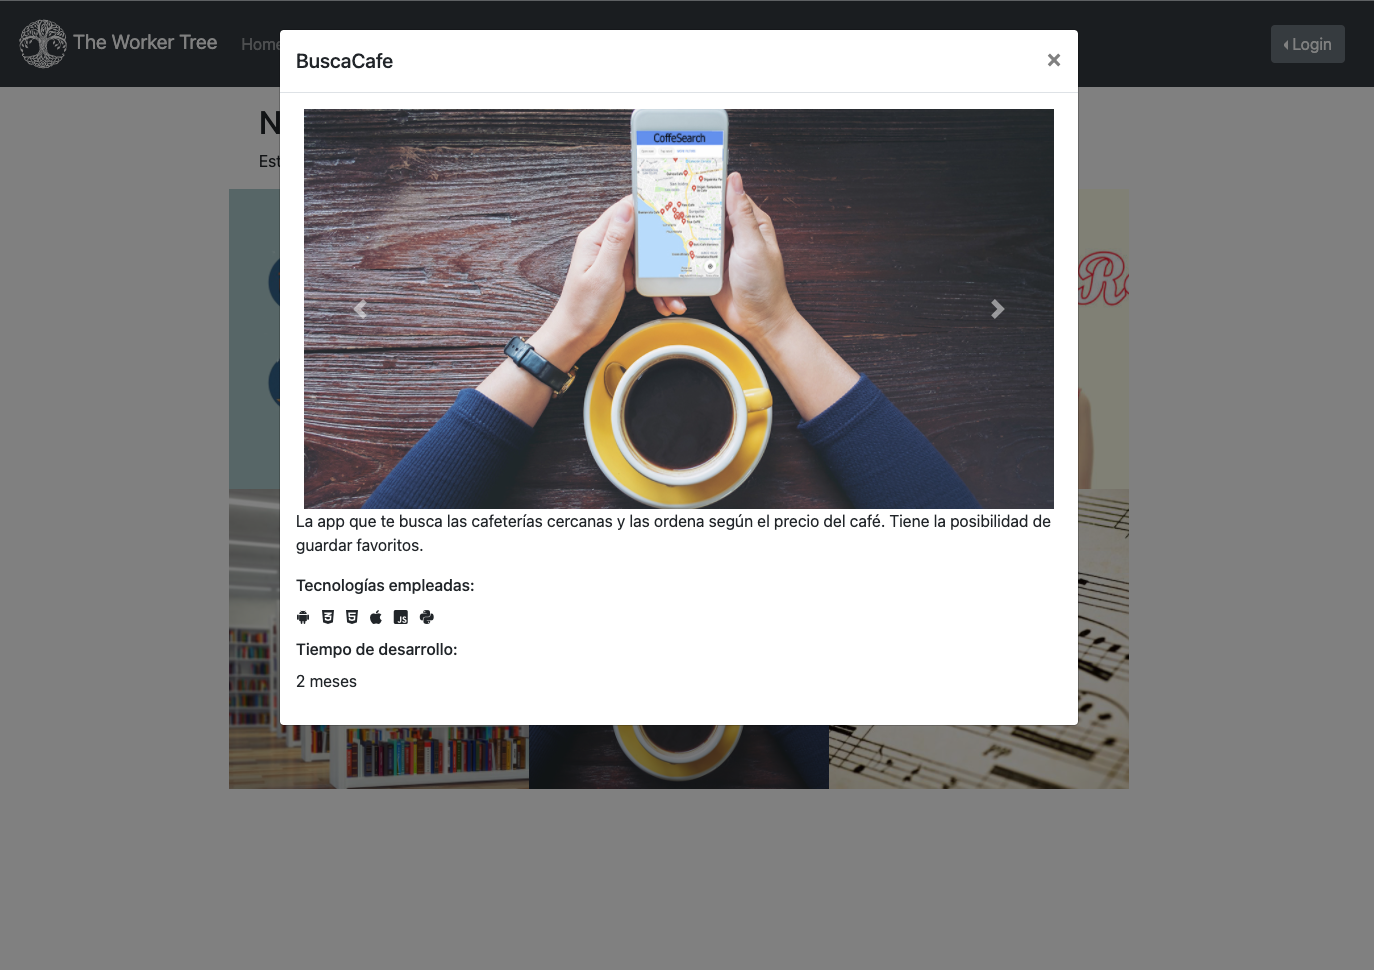 The Worker Tree
Home
Login
BuscaCafe
×
CoffeSearch
La app que te busca las cafeterías cercanas y las ordena según el precio del café. Tiene la posibilidad de
guardar favoritos.
Tecnologías empleadas:
JS
Tiempo de desarrollo:
2 meses